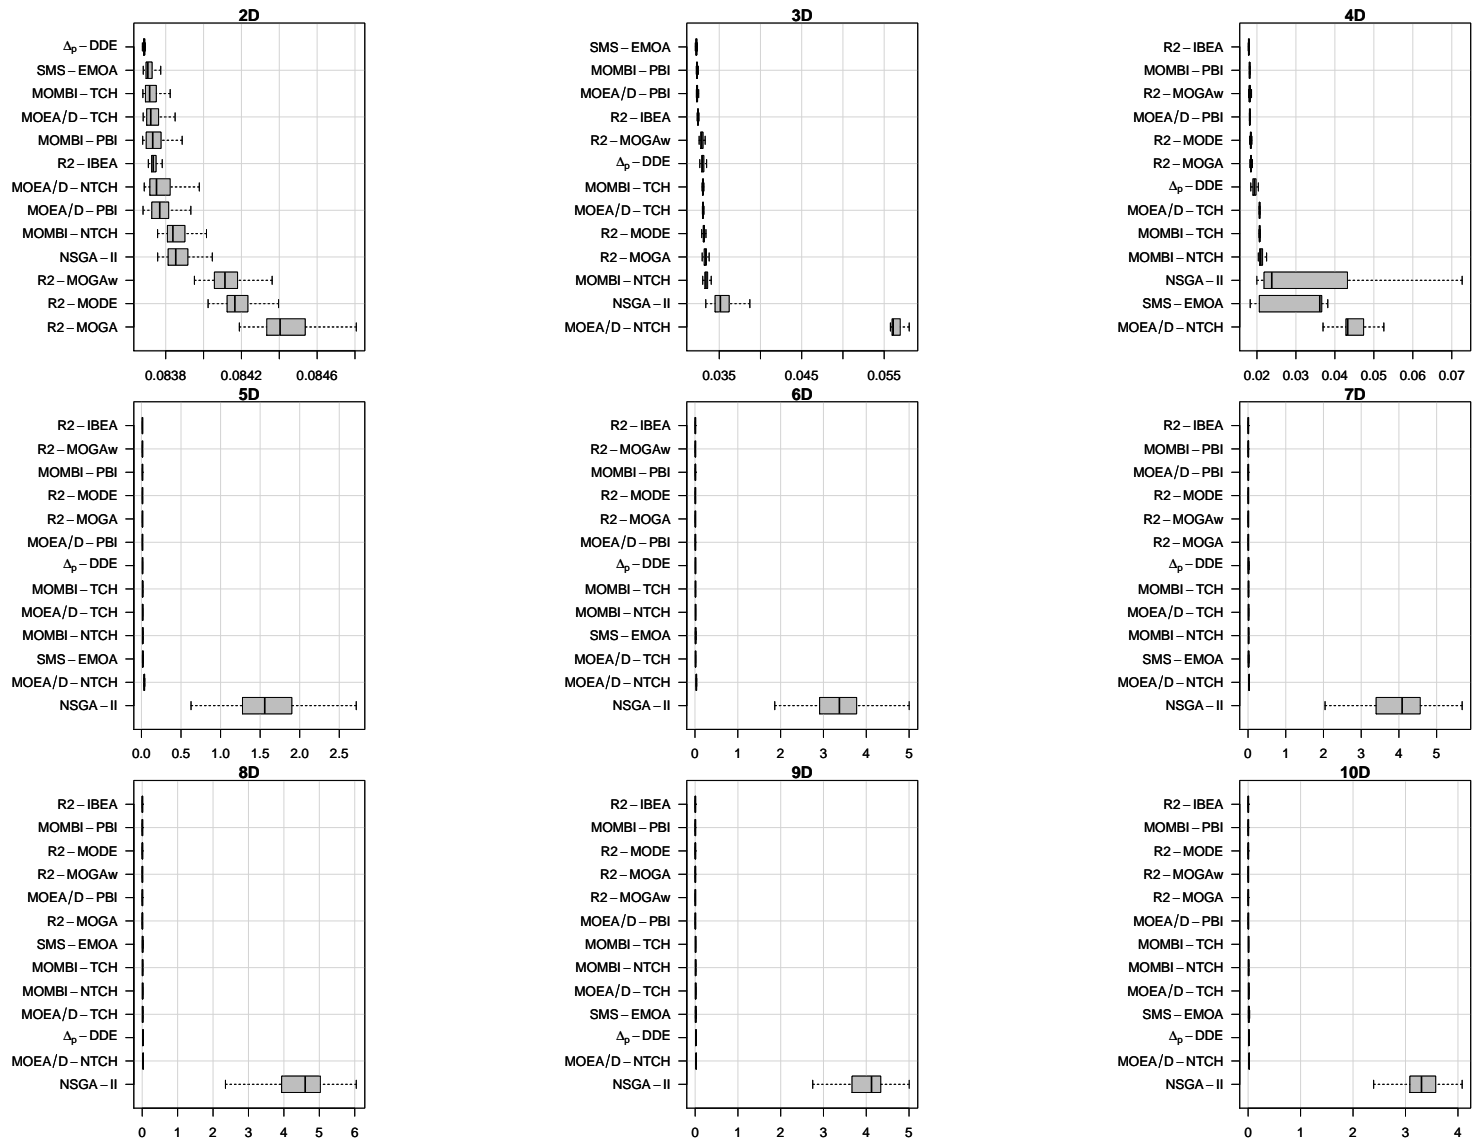 2D
Δp−DDE
SMS−EMOA
MOMBI−TCH
MOEA/D−TCH
MOMBI−PBI
R2−IBEA
MOEA/D−NTCH
MOEA/D−PBI
MOMBI−NTCH
NSGA−II
R2−MOGAw
R2−MODE
R2−MOGA
0.0838 0.0842 0.0846
3D
SMS−EMOA
MOMBI−PBI
MOEA/D−PBI
R2−IBEA
R2−MOGAw
Δp−DDE
MOMBI−TCH
MOEA/D−TCH
R2−MODE
R2−MOGA
MOMBI−NTCH
NSGA−II
MOEA/D−NTCH
0.035 0.045 0.055
4D
R2−IBEA
MOMBI−PBI
R2−MOGAw
MOEA/D−PBI
R2−MODE
R2−MOGA
Δp−DDE
MOEA/D−TCH
MOMBI−TCH
MOMBI−NTCH
NSGA−II
SMS−EMOA
MOEA/D−NTCH
0.02 0.03 0.04 0.05 0.06 0.07
5D
R2−IBEA
R2−MOGAw
MOMBI−PBI
R2−MODE
R2−MOGA
MOEA/D−PBI
Δp−DDE
MOMBI−TCH
MOEA/D−TCH
MOMBI−NTCH
SMS−EMOA
MOEA/D−NTCH
NSGA−II
0.0 0.5 1.0 1.5 2.0 2.5
6D
R2−IBEA
R2−MOGAw
MOMBI−PBI
R2−MODE
R2−MOGA
MOEA/D−PBI
Δp−DDE
MOMBI−TCH
MOMBI−NTCH
SMS−EMOA
MOEA/D−TCH
MOEA/D−NTCH
NSGA−II
0 1 2 3 4 5
7D
R2−IBEA
MOMBI−PBI
MOEA/D−PBI
R2−MODE
R2−MOGAw
R2−MOGA
Δp−DDE
MOMBI−TCH
MOEA/D−TCH
MOMBI−NTCH
SMS−EMOA
MOEA/D−NTCH
NSGA−II
0 1 2 3 4 5
8D
R2−IBEA
MOMBI−PBI
R2−MODE
R2−MOGAw
MOEA/D−PBI
R2−MOGA
SMS−EMOA
MOMBI−TCH
MOMBI−NTCH
MOEA/D−TCH
Δp−DDE
MOEA/D−NTCH
NSGA−II
0 1 2 3 4 5 6
9D
R2−IBEA
MOMBI−PBI
R2−MODE
R2−MOGA
R2−MOGAw
MOEA/D−PBI
MOMBI−TCH
MOMBI−NTCH
MOEA/D−TCH
SMS−EMOA
Δp−DDE
MOEA/D−NTCH
NSGA−II
0 1 2 3 4 5
10D
R2−IBEA
MOMBI−PBI
R2−MODE
R2−MOGAw
R2−MOGA
MOEA/D−PBI
MOMBI−TCH
MOMBI−NTCH
MOEA/D−TCH
SMS−EMOA
Δp−DDE
MOEA/D−NTCH
NSGA−II
0 1 2 3 4